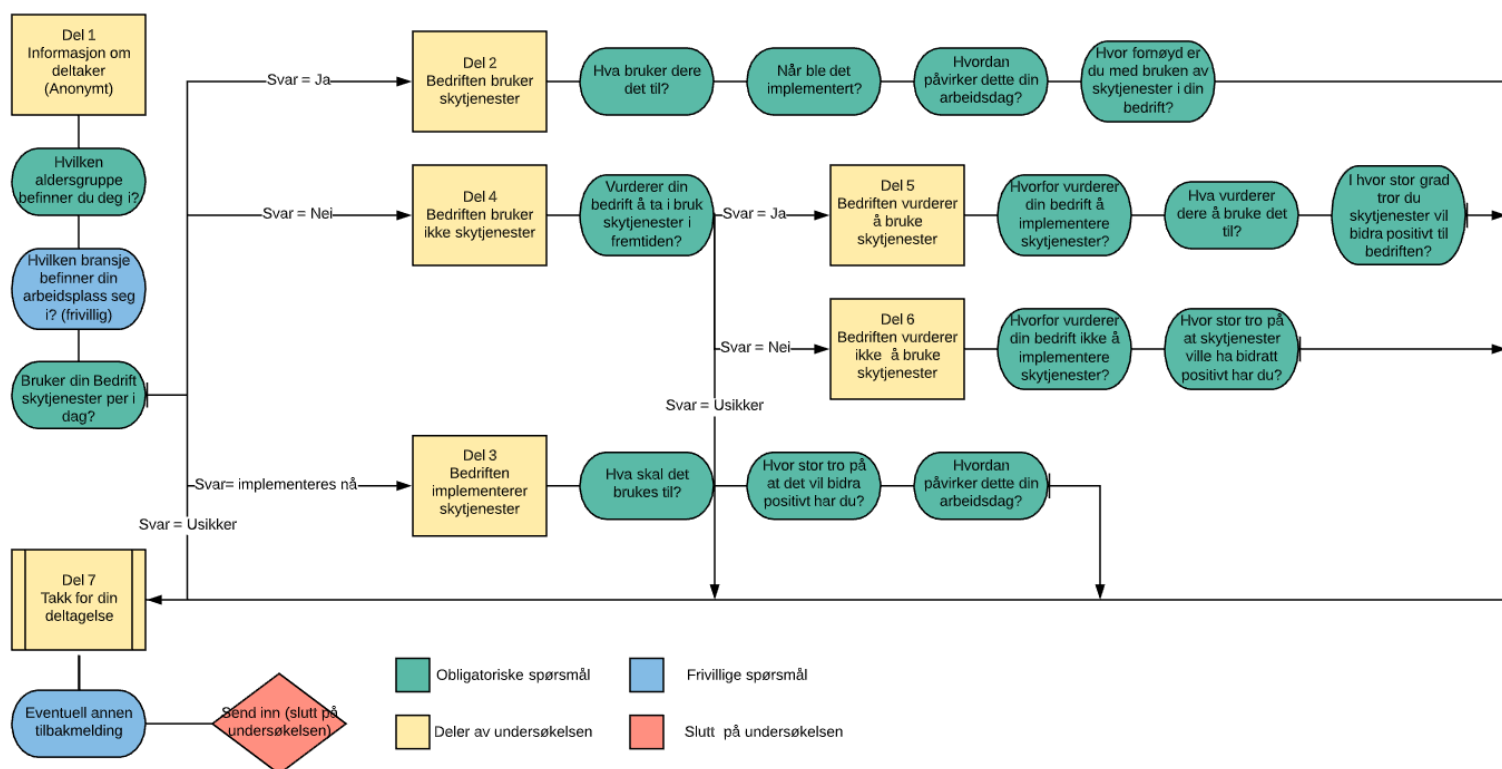 Del 1
Informasjon om
deltaker
(Anonymt)
Hvilken
aldersgruppe
befinner du deg i?
Hvilken bransje
befinner din
arbeidsplass seg
i? (frivillig)
Bruker din Bedrift
skytjenester per i
dag?
Svar = Ja
Del 2
Bedriften bruker
skytjenester
Hva bruker dere
det til?
Når ble det
implementert?
Hvordan
påvirker dette din
arbeidsdag?
Hvor fornøyd er
du med bruken av
skytjenester i din
bedrift?
Svar = Nei
Del 4
Bedriften bruker
ikke skytjenester
Vurderer din
bedrift å ta i bruk
skytjenester i
fremtiden?
Svar = Ja
Del 5
Bedriften vurderer
å bruke
skytjenester
Hvorfor vurderer
din bedrift å
implementere
skytjenester?
Hva vurderer
dere å bruke det
til?
I hvor stor grad
tror du
skytjenester vil
bidra positivt til
bedriften?
Svar = Nei
Del 6
Bedriften vurderer
ikke å bruke
skytjenester
Hvorfor vurderer
din bedrift ikke å
implementere
skytjenester?
Hvor stor tro på
at skytjenester
ville ha bidratt
positivt har du?
Svar = Usikker
Svar= implementeres nå
Del 3
Bedriften
implementerer
skytjenester
Hva skal det
brukes til?
Hvor stor tro på
at det vil bidra
positivt har du?
Hvordan
påvirker dette din
arbeidsdag?
Svar = Usikker
Del 7
Takk for din
deltagelse
Eventuell annen
tilbakmelding
Send inn (slutt på
undersøkelsen)
Obligatoriske spørsmål
Frivillige spørsmål
Deler av undersøkelsen
Slutt på undersøkelsen